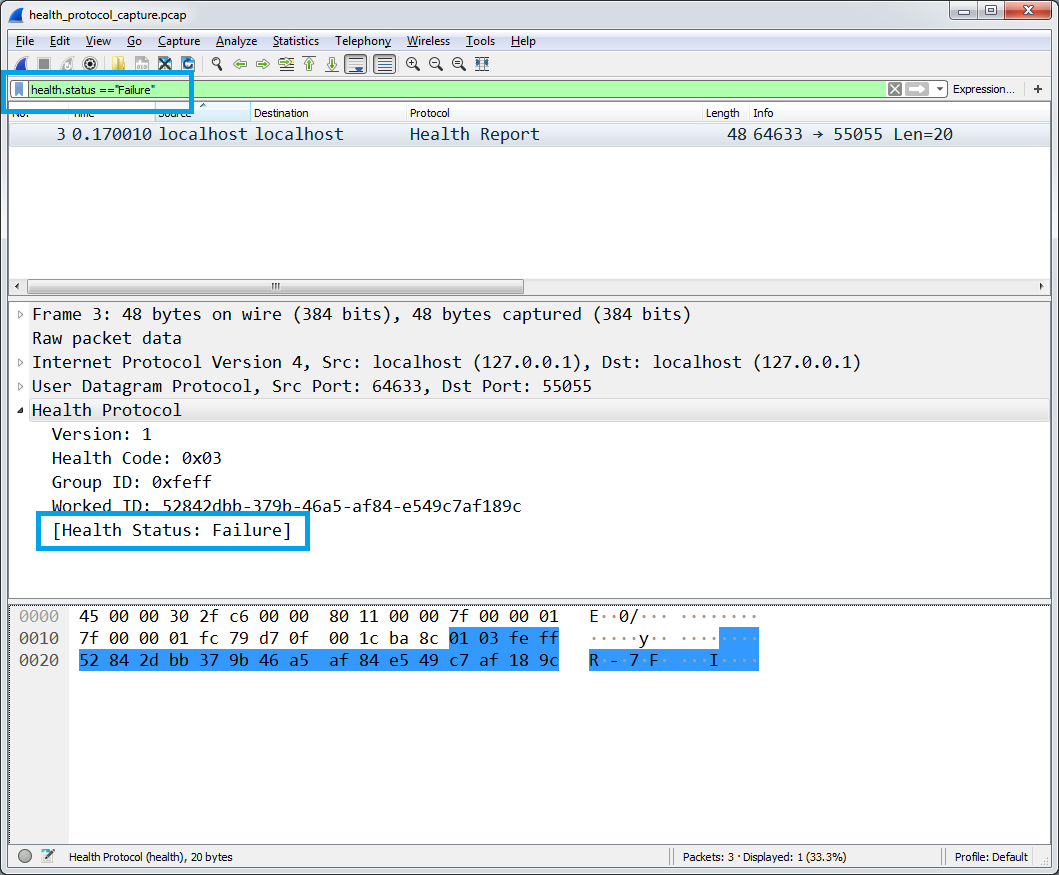 health_protocol_capture.pcap
File Edit View Go Capture Analyze Statistics Telephony Wireless Tools Help
health.status =="Failure" Expression... +
No. Time Source Destination Protocol Length Info
3 0.170010 localhost localhost Health Report 48 64633 → 55055 Len=20
Frame 3: 48 bytes on wire (384 bits), 48 bytes captured (384 bits)
Raw packet data
Internet Protocol Version 4, Src: localhost (127.0.0.1), Dst: localhost (127.0.0.1)
User Datagram Protocol, Src Port: 64633, Dst Port: 55055
Health Protocol
Version: 1
Health Code: 0x03
Group ID: 0xfeff
Worked ID: 52842dbb-379b-46a5-af84-e549c7af189c
[Health Status: Failure]
0000 45 00 00 30 2f c6 00 00 80 11 00 00 7f 00 00 01 E··0/··· ········
0010 7f 00 00 01 fc 79 d7 0f 00 1c ba 8c 01 03 fe ff ·····y·· ········
0020 52 84 2d bb 37 9b 46 a5 af 84 e5 49 c7 af 18 9c R·-·7·F· ···I····
Health Protocol (health), 20 bytes Packets: 3 · Displayed: 1 (33.3%) Profile: Default